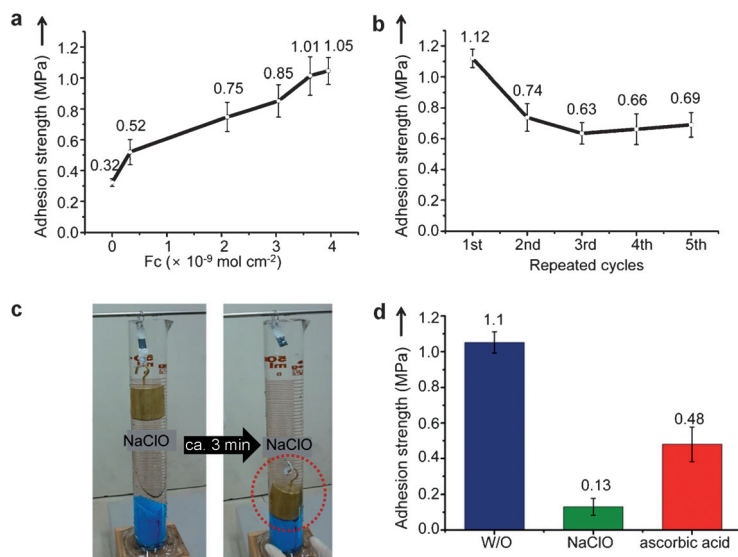 a
Adhesion strength (MPa)
1.2
1.0
0.8
0.6
0.4
0.2
0.0
0.32
0.52
0.75
0.85
1.01
1.05
0
1
2
3
4
Fc (× 10-9 mol cm-2)
b
Adhesion strength (MPa)
1.2
1.0
0.8
0.6
0.4
0.2
0.0
1.12
0.74
0.63
0.66
0.69
1st
2nd
3rd
4th
5th
Repeated cycles
c
NaClO
ca. 3 min
NaClO
d
Adhesion strength (MPa)
1.2
1.0
0.8
0.6
0.4
0.2
0.0
1.1
0.13
0.48
W/O
NaClO
ascorbic acid